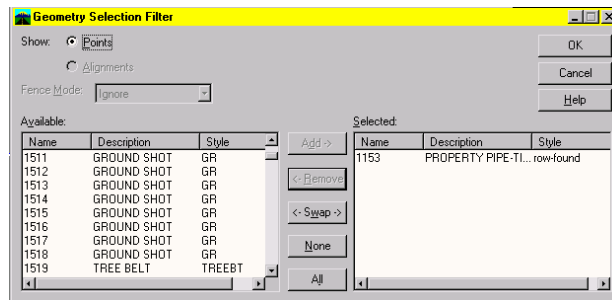 Geometry Selection Filter
Show: Points
Alignments
Fence Mode: Ignore
OK
Cancel
Help
Available:
Name Description Style
1511 GROUND SHOT GR
1512 GROUND SHOT GR
1513 GROUND SHOT GR
1514 GROUND SHOT GR
1515 GROUND SHOT GR
1516 GROUND SHOT GR
1517 GROUND SHOT GR
1518 GROUND SHOT GR
1519 TREE BELT TREEBT
Add ->
<- Remove
<- Swap ->
None
All
Selected:
Name Description Style
1153 PROPERTY PIPE-TI... row-found